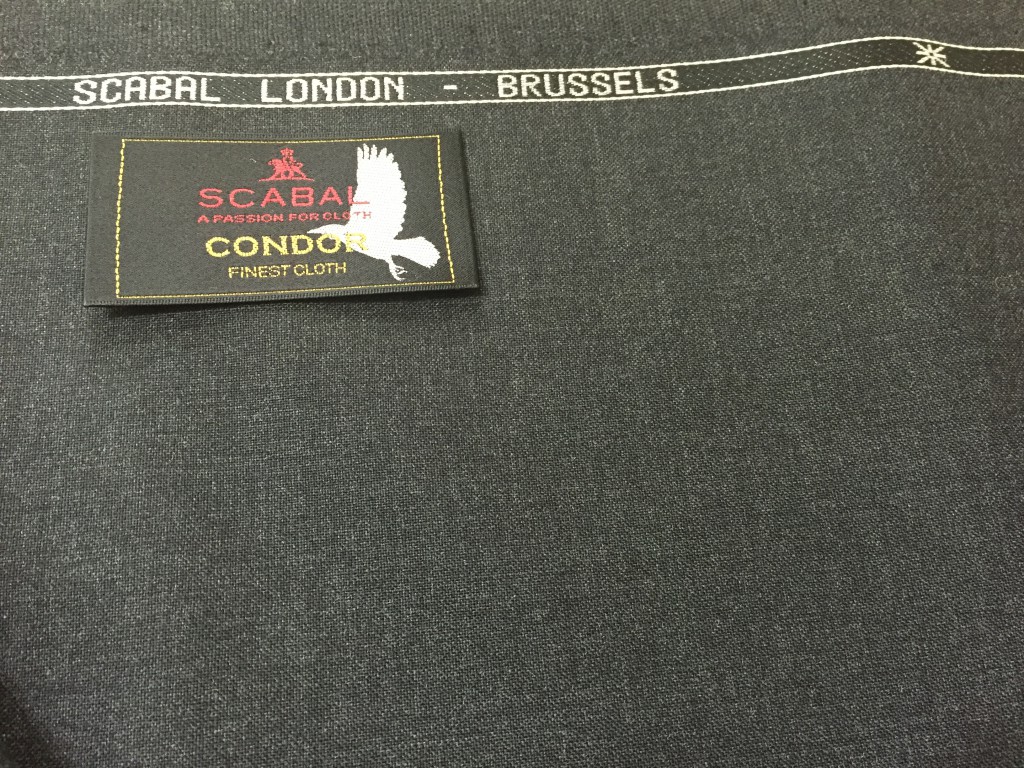 SCABAL LONDON - BRUSSELS
SCABAL
A PASSION FOR CLOTH
CONDOR
FINEST CLOTH